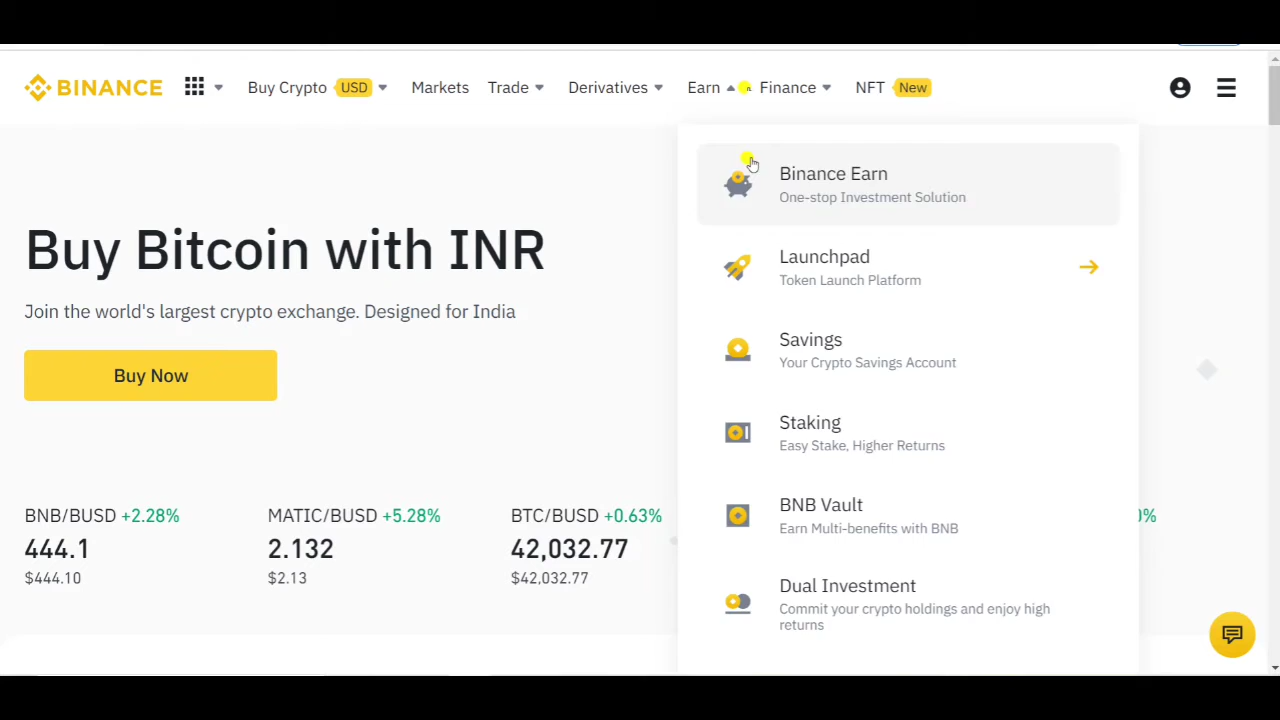 BINANCE
Buy Crypto USD Markets Trade Derivatives Earn Finance NFT New
Buy Bitcoin with INR
Join the world's largest crypto exchange. Designed for India
Buy Now
BNB/BUSD +2.28% MATIC/BUSD +5.28% BTC/BUSD +0.63%
444.1 2.132 42,032.77
$444.10 $2.13 $42,032.77
Binance Earn
One-stop Investment Solution
Launchpad
Token Launch Platform
Savings
Your Crypto Savings Account
Staking
Easy Stake, Higher Returns
BNB Vault
Earn Multi-benefits with BNB
Dual Investment
Commit your crypto holdings and enjoy high
returns